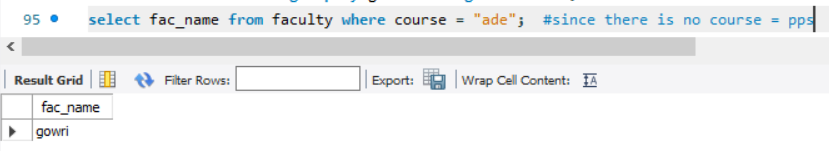 95 select fac_name from faculty where course = "ade"; #since there is no course = pps
Result Grid Filter Rows: Export: Wrap Cell Content: IA
fac_name
gowri